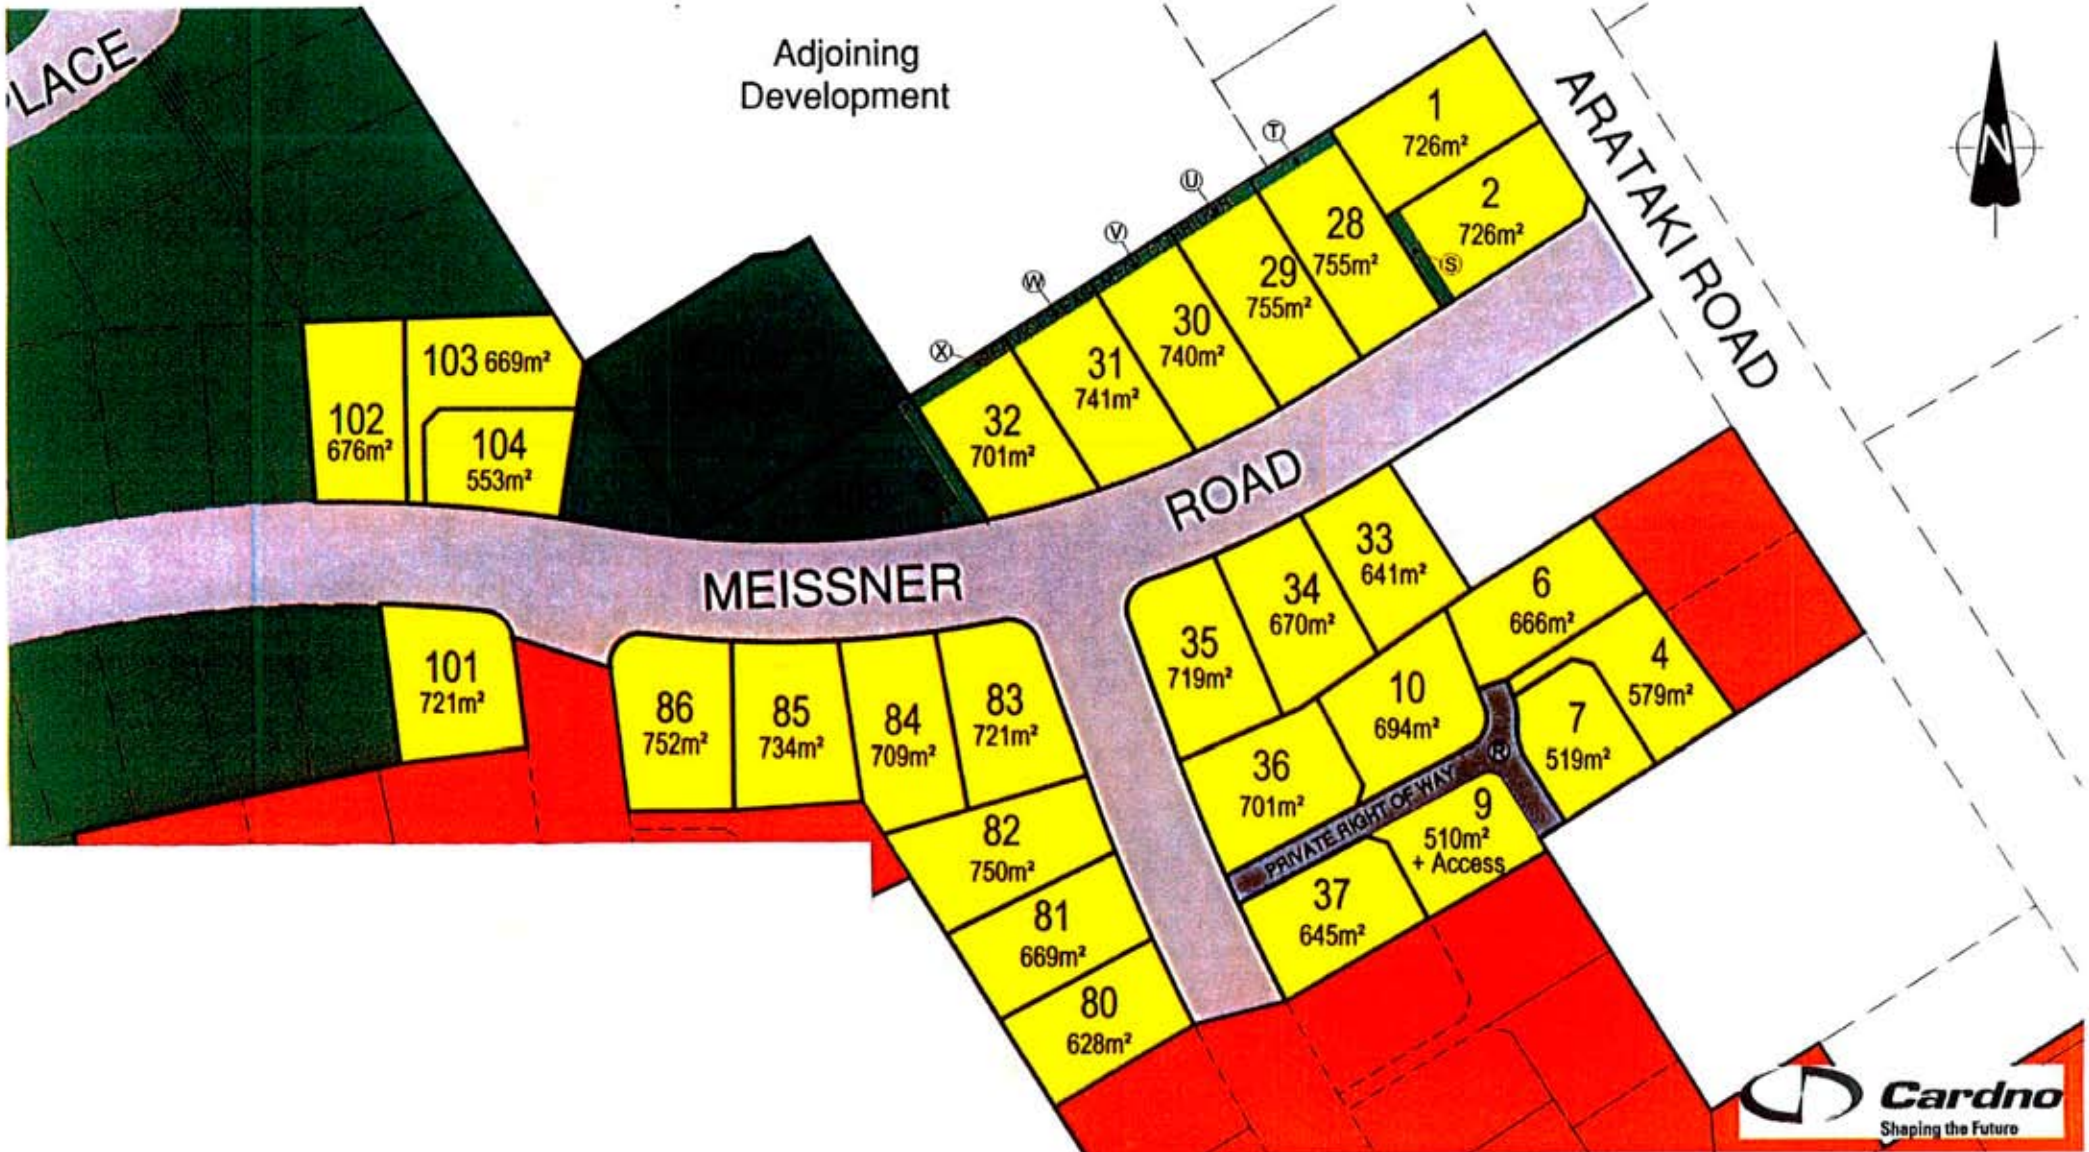 PLACE
Adjoining
Development
ARATAKI ROAD
N
1
726m²
2
726m²
T
U
V
W
X
S
28
755m²
29
755m²
30
740m²
31
741m²
32
701m²
103 669m²
102
676m²
104
553m²
MEISSNER
ROAD
33
641m²
34
670m²
35
719m²
6
666m²
4
579m²
10
694m²
7
519m²
R
36
701m²
PRIVATE RIGHT OF WAY
9
510m²
+ Access
37
645m²
101
721m²
86
752m²
85
734m²
84
709m²
83
721m²
82
750m²
81
669m²
80
628m²
Cardno
Shaping the Future